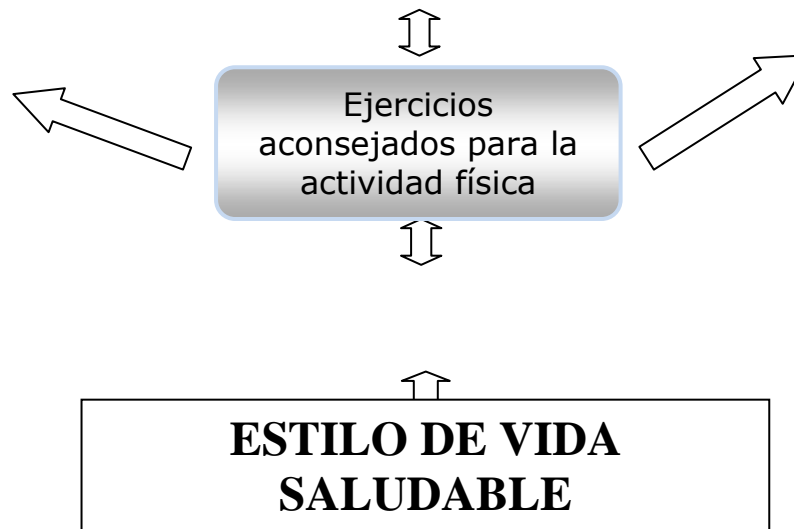 Ejercicios
aconsejados para la
actividad física
ESTILO DE VIDA
SALUDABLE